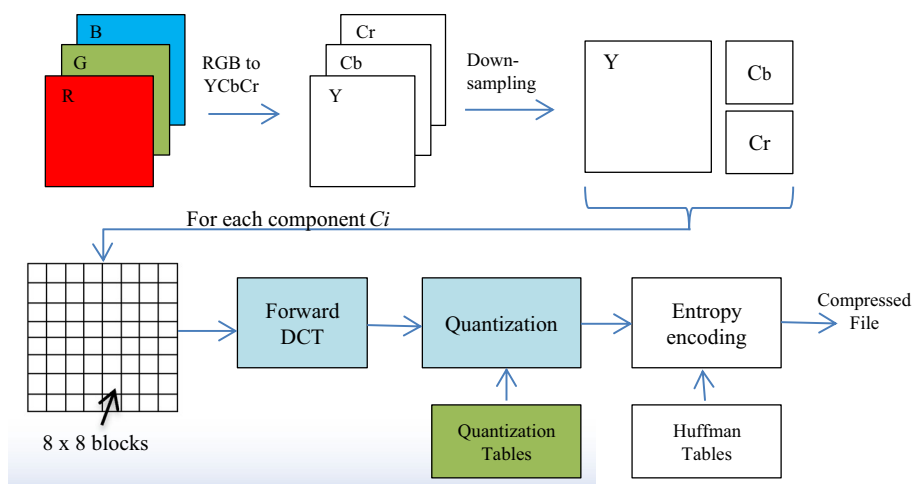 B
G
R
RGB to
YCbCr
Cr
Cb
Y
Down-
sampling
Y
Cb
Cr
For each component Ci
8 x 8 blocks
Forward
DCT
Quantization
Entropy
encoding
Compressed
File
Quantization
Tables
Huffman
Tables